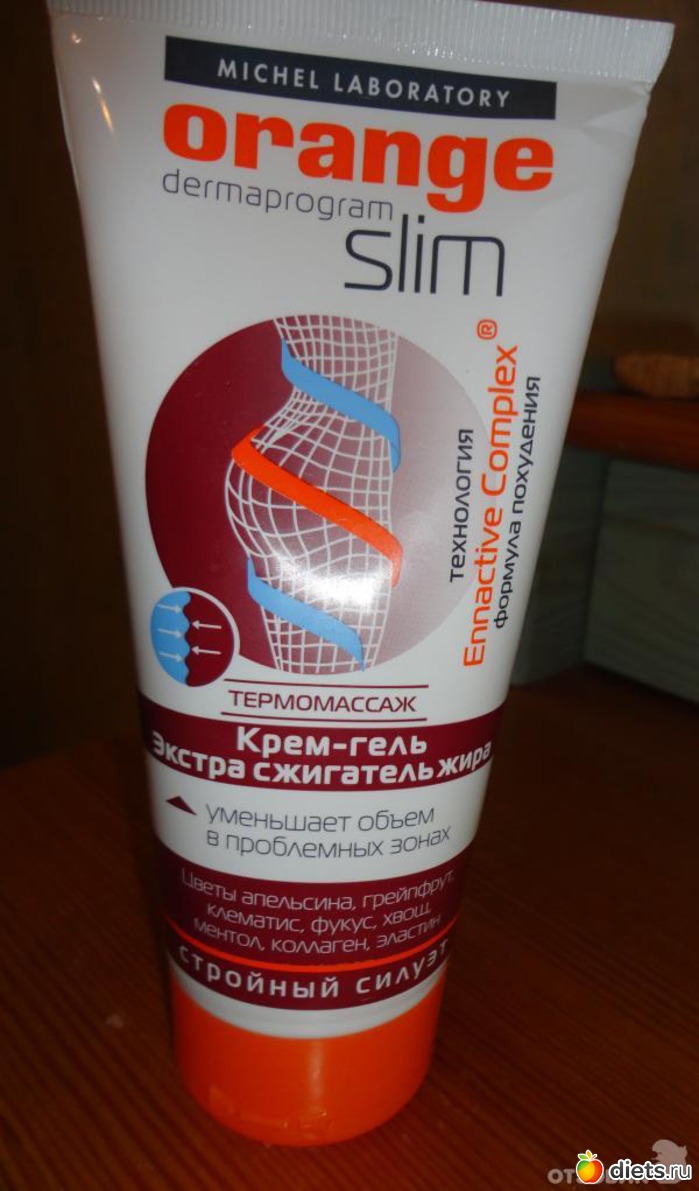 MICHEL LABORATORY
orange
dermaprogram
slim
технология
Ennactive Complex®
формула похудения
ТЕРМОМАССАЖ
Крем-гель
Экстра сжигатель жира
уменьшает объем
в проблемных зонах
Цветы апельсина, грейпфрут,
клематис, фукус, хвощ,
ментол, коллаген, эластин
стройный силуэт
diets.ru